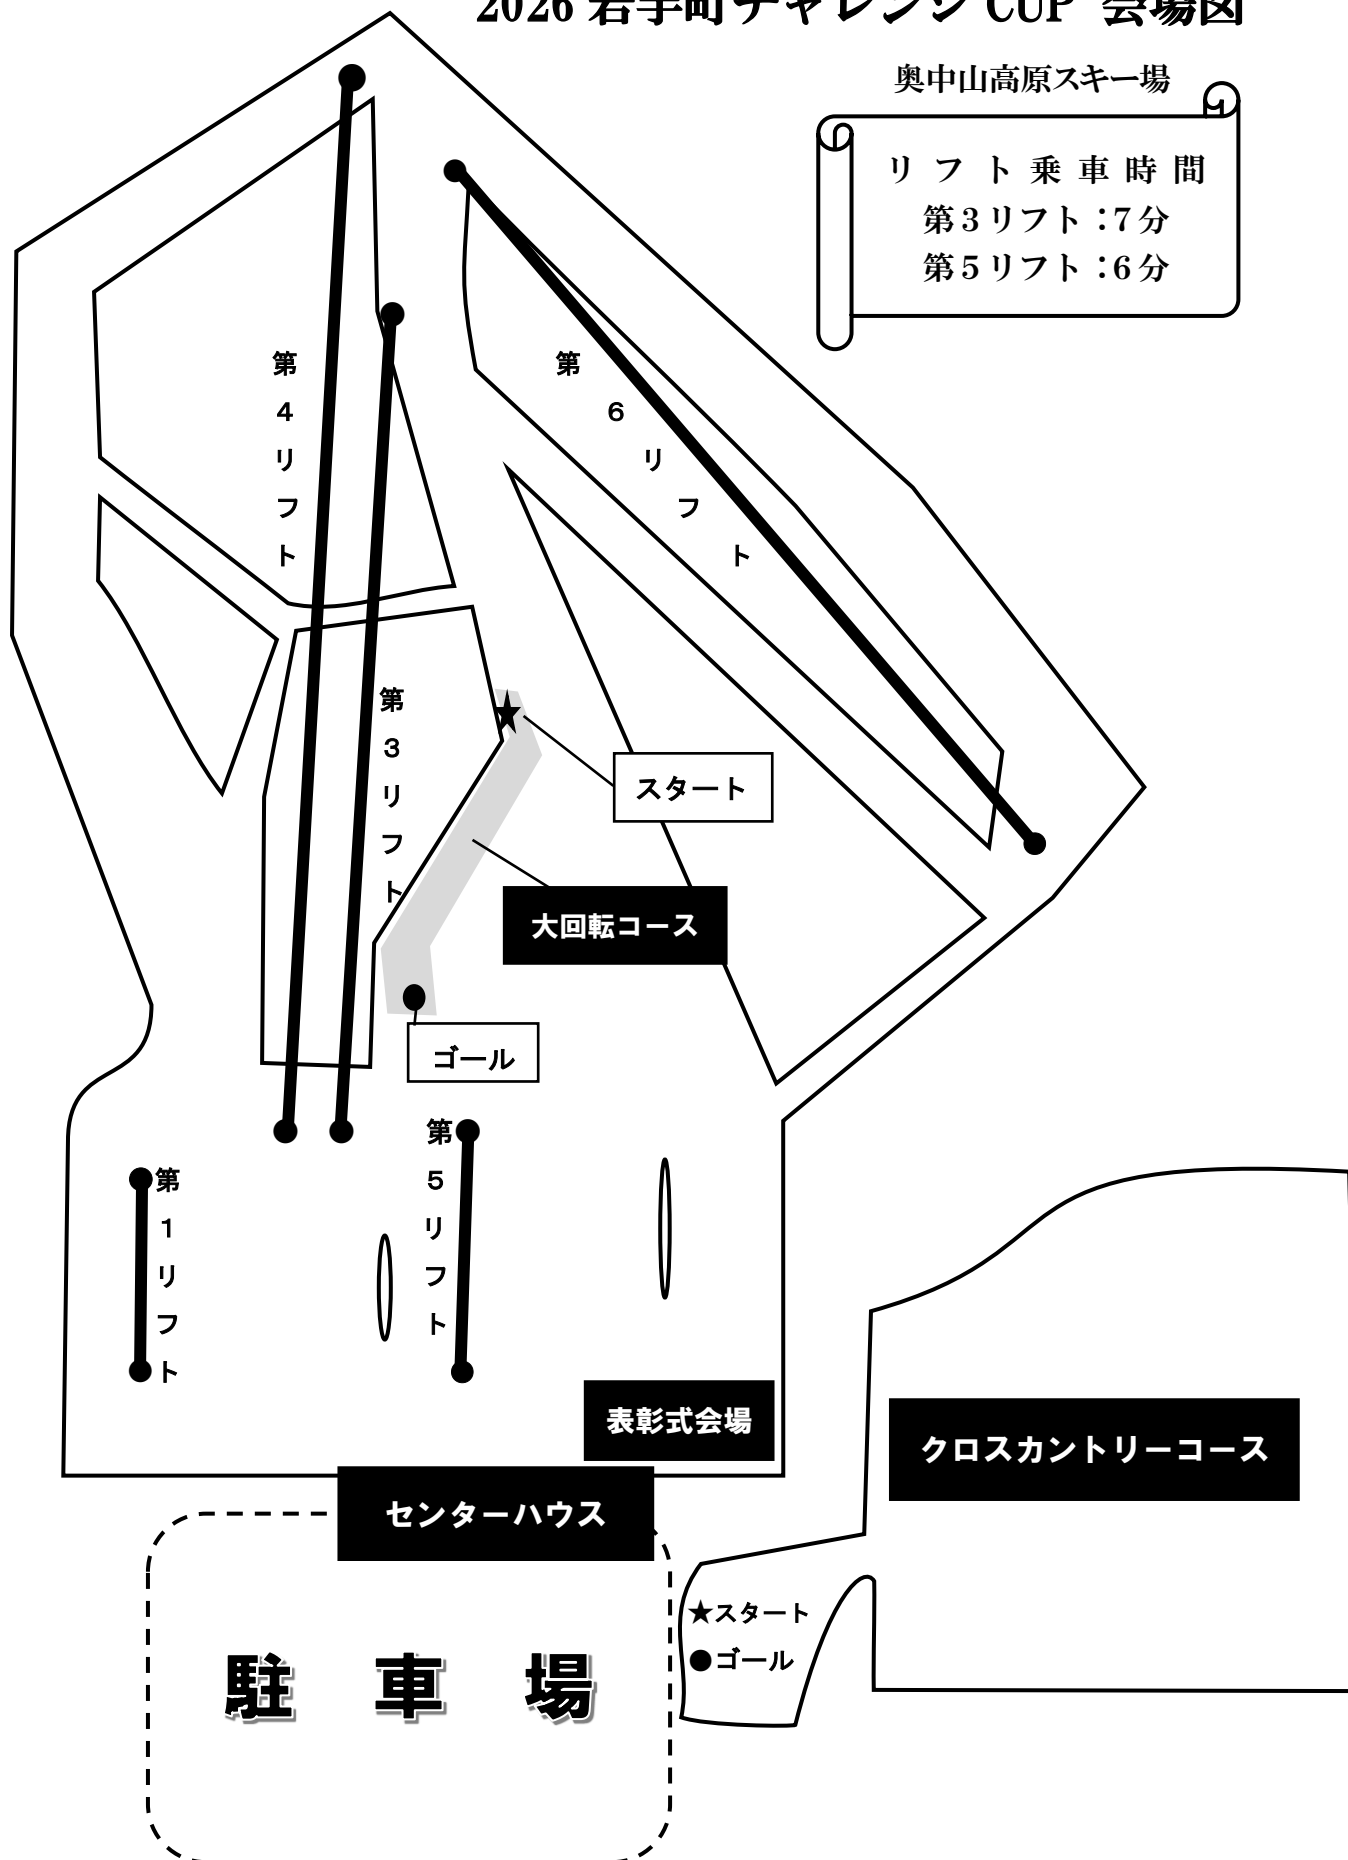 2026 岩手町チャレンジCUP 会場図
奥中山高原スキー場
リフト乗車時間
第3リフト：7分
第5リフト：6分
第4リフト
第6リフト
第3リフト
スタート
大回転コース
ゴール
第5リフト
第1リフト
表彰式会場
クロスカントリーコース
センターハウス
★スタート
●ゴール
駐車場